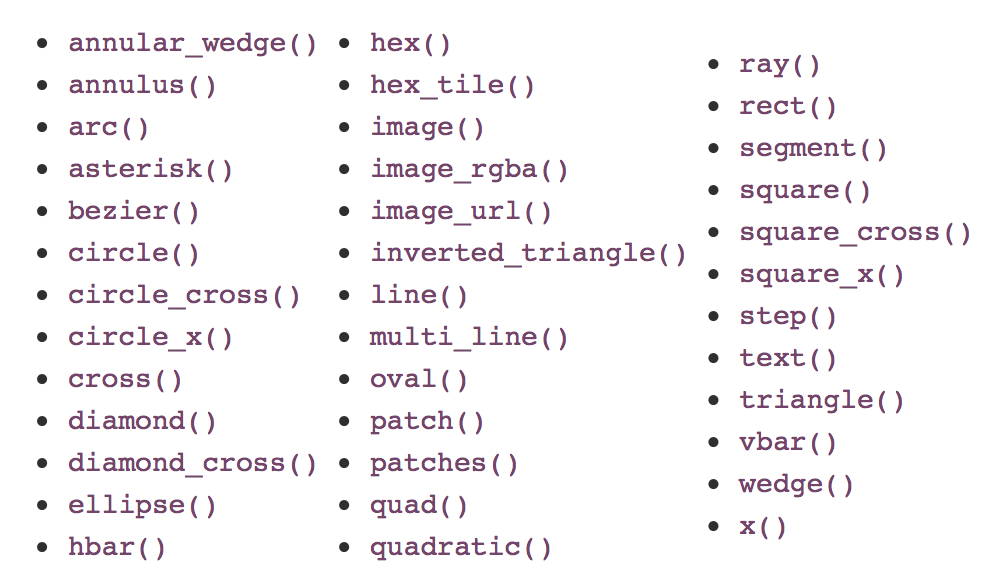 annular_wedge()
annulus()
arc()
asterisk()
bezier()
circle()
circle_cross()
circle_x()
cross()
diamond()
diamond_cross()
ellipse()
hbar()
hex()
hex_tile()
image()
image_rgba()
image_url()
inverted_triangle()
line()
multi_line()
oval()
patch()
patches()
quad()
quadratic()
ray()
rect()
segment()
square()
square_cross()
square_x()
step()
text()
triangle()
vbar()
wedge()
x()